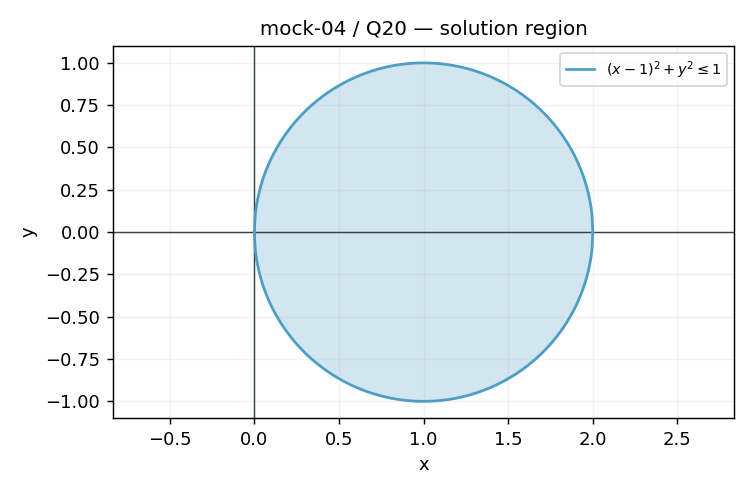 mock-04 / Q20 — solution region
(x − 1)² + y² ≤ 1
1.00
0.75
0.50
0.25
0.00
−0.25
−0.50
−0.75
−1.00
y
−0.5 0.0 0.5 1.0 1.5 2.0 2.5
x